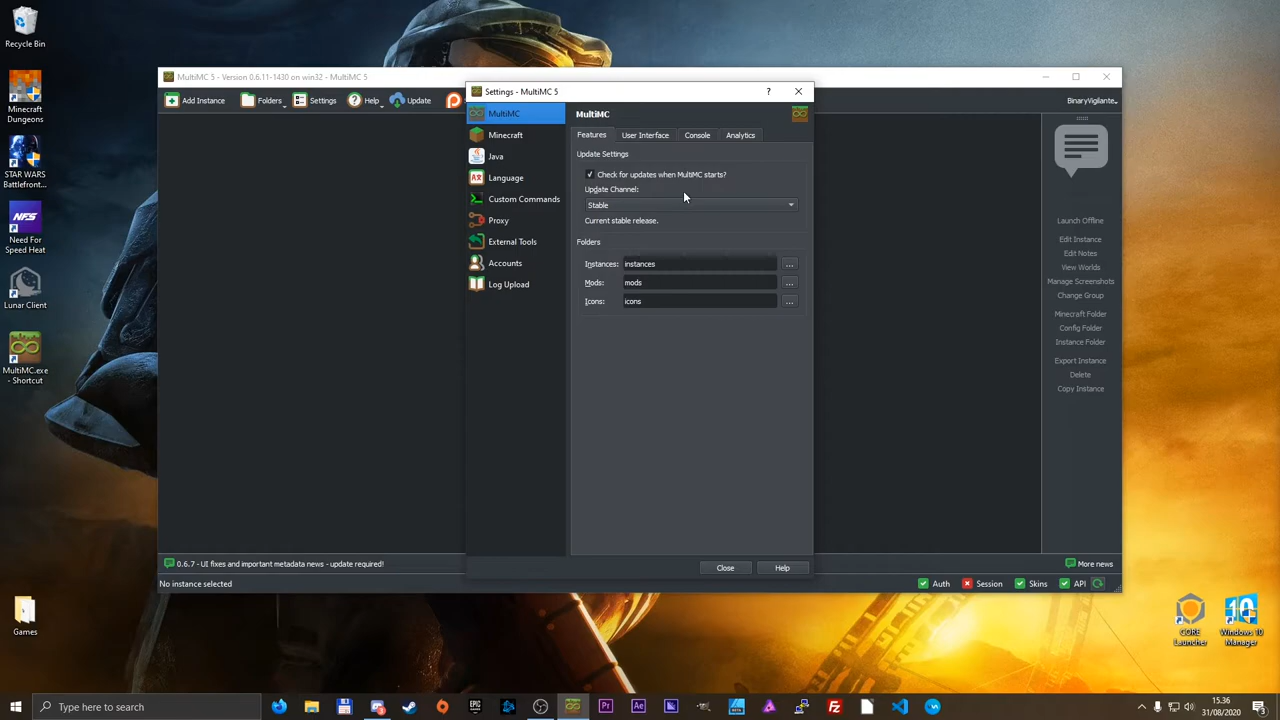 Recycle Bin
Minecraft
Dungeons
STAR WARS
Battlefront...
Need For
Speed Heat
Lunar Client
MultiMC.exe
- Shortcut
Games
CORE
Launcher
Windows 10
Manager
MultiMC 5 - Version 0.6.11-1430 on win32 - MultiMC 5
Add Instance
Folders
Settings
Help
Update
BinaryVigilante
Settings - MultiMC 5
?
MultiMC
Minecraft
Java
Language
Custom Commands
Proxy
External Tools
Accounts
Log Upload
MultiMC
Features
User Interface
Console
Analytics
Update Settings
Check for updates when MultiMC starts?
Update Channel:
Stable
Current stable release.
Folders
Instances: instances ...
Mods: mods ...
Icons: icons ...
Close
Help
Launch Offline
Edit Instance
Edit Notes
View Worlds
Manage Screenshots
Change Group
Minecraft Folder
Config Folder
Instance Folder
Export Instance
Delete
Copy Instance
0.6.7 - UI fixes and important metadata news - update required!
More news
No instance selected
Auth
Session
Skins
API
Type here to search
15.36
31/08/2020